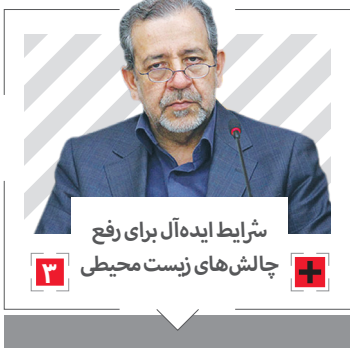 شرایط ایده‌آل برای رفع
چالش‌های زیست محیطی
۳